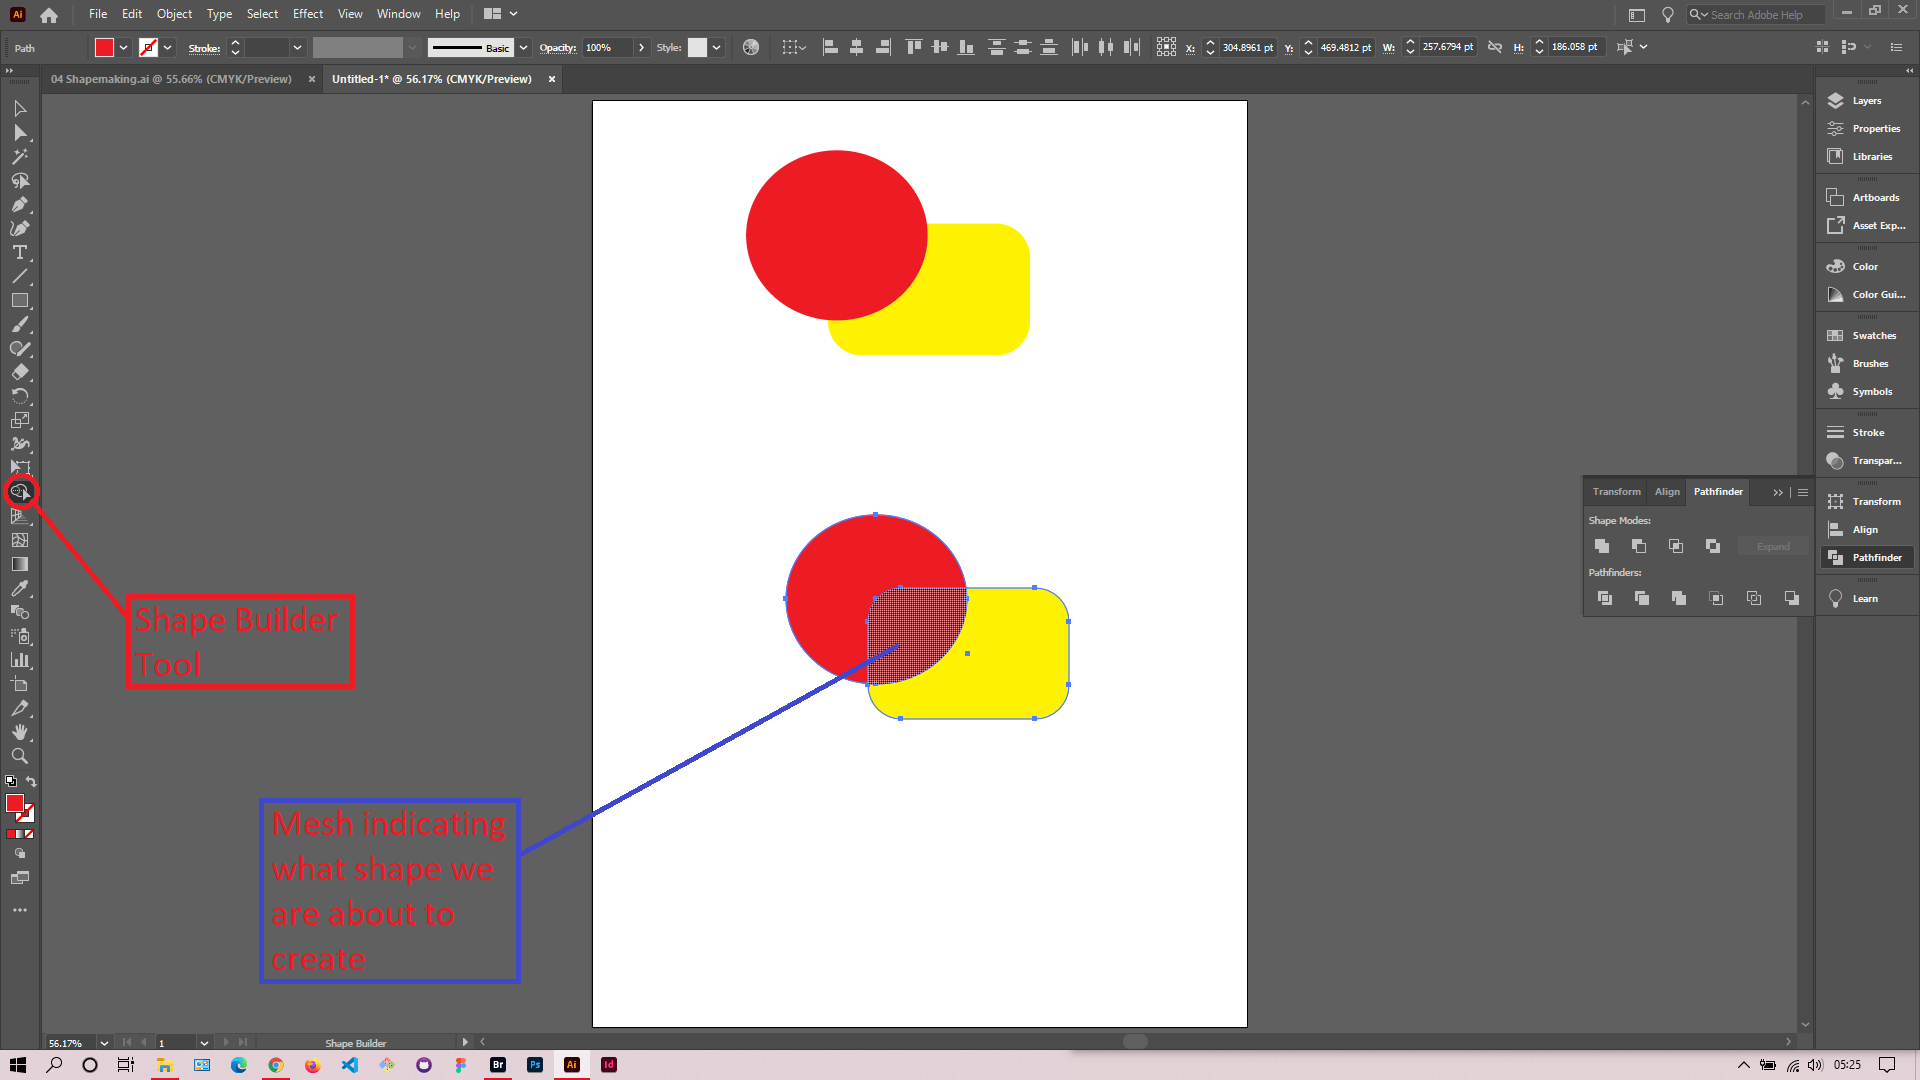 Ai File Edit Object Type Select Effect View Window Help Search Adobe Help
Path Stroke: Basic Opacity: 100% Style: X: 304.8961 pt Y: 469.4812 pt W: 257.6794 pt H: 186.058 pt
04 Shapemaking.ai @ 55.66% (CMYK/Preview) × Untitled-1* @ 56.17% (CMYK/Preview) ×
Layers
Properties
Libraries
Artboards
Asset Exp...
Color
Color Gui...
Swatches
Brushes
Symbols
Stroke
Transpar...
Transform
Align
Pathfinder
Learn
Transform Align Pathfinder
Shape Modes:
Expand
Pathfinders:
Shape Builder
Tool
Mesh indicating
what shape we
are about to
create
56.17% 1 Shape Builder
Br Ps Ai Id 05:25